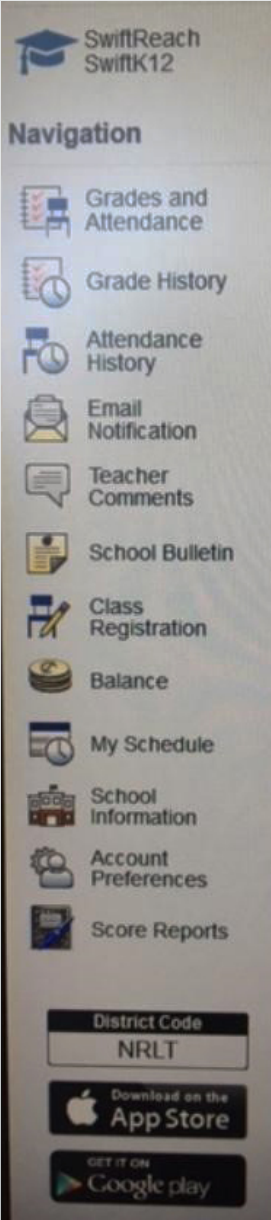 SwiftReach
SwiftK12
Navigation
Grades and
Attendance
Grade History
Attendance
History
Email
Notification
Teacher
Comments
School Bulletin
Class
Registration
Balance
My Schedule
School
Information
Account
Preferences
Score Reports
District Code
NRLT
Download on the
App Store
GET IT ON
Google play